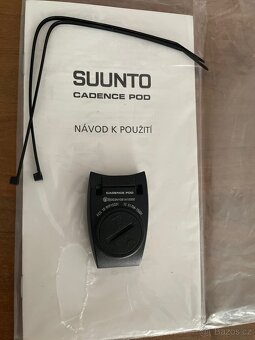 SUUNTO
CADENCE POD
NÁVOD K POUŽITÍ
CADENCE POD